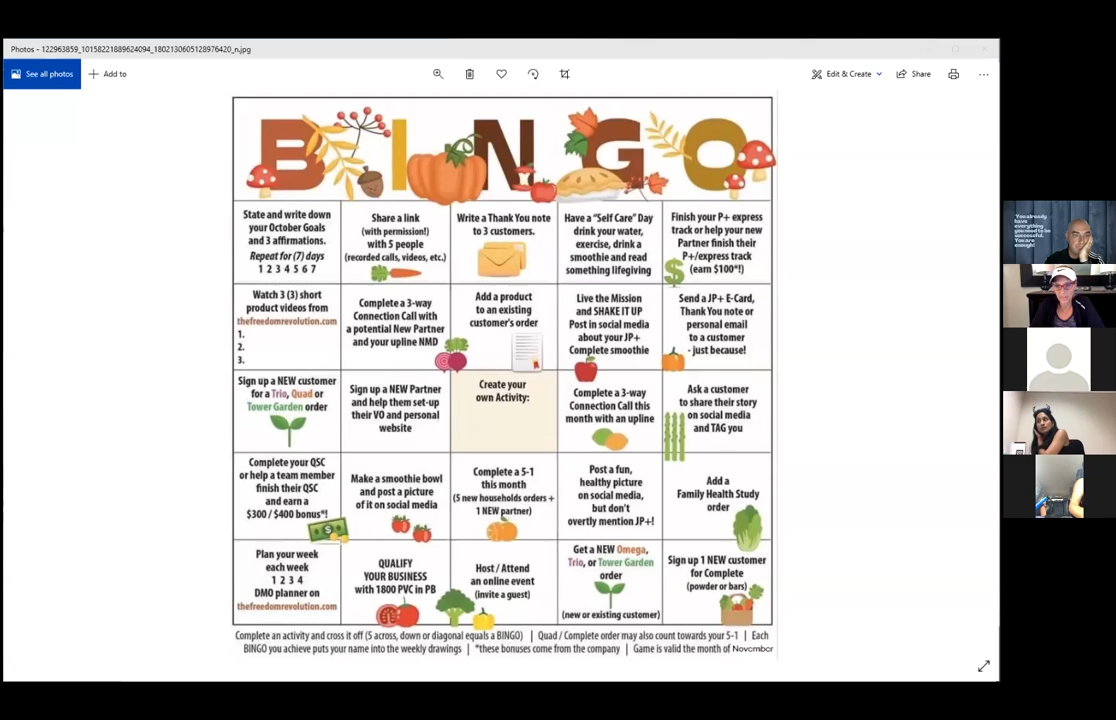 Photos - 122963859_10158221889624094_1802130605128976420_n.jpg
See all photos
Add to
Edit & Create
Share
BINGO
State and write down
your October Goals
and 3 affirmations.
Repeat for (7) days
1 2 3 4 5 6 7
Share a link
(with permission!)
with 5 people
(recorded calls, videos, etc.)
Write a Thank You note
to 3 customers.
Have a “Self Care” Day
drink your water,
exercise, drink a
smoothie and read
something lifegiving
Finish your P+ express
track or help your new
Partner finish their
P+/express track
(earn $100*!)
$
Watch 3 (3) short
product videos from
thefreedomrevolution.com
1.
2.
3.
Complete a 3-way
Connection Call with
a potential New Partner
and your upline NMD
Add a product
to an existing
customer's order
Live the Mission
and SHAKE IT UP
Post in social media
about your JP+
Complete smoothie
Send a JP+ E-Card,
Thank You note or
personal email
to a customer
- just because!
Sign up a NEW customer
for a Trio, Quad or
Tower Garden order
Sign up a NEW Partner
and help them set-up
their VO and personal
website
Create your
own Activity:
Complete a 3-way
Connection Call this
month with an upline
Ask a customer
to share their story
on social media
and TAG you
Complete your QSC
or help a team member
finish their QSC
and earn a
$300 / $400 bonus*!
Make a smoothie bowl
and post a picture
of it on social media
Complete a 5-1
this month
(5 new households orders +
1 NEW partner)
Post a fun,
healthy picture
on social media,
but don't
overtly mention JP+!
Add a
Family Health Study
order
Plan your week
each week
1 2 3 4
DMO planner on
thefreedomrevolution.com
QUALIFY
YOUR BUSINESS
with 1800 PVC in PB
Host / Attend
an online event
(invite a guest)
Get a NEW Omega,
Trio, or Tower Garden
order
(new or existing customer)
Sign up 1 NEW customer
for Complete
(powder or bars)
Complete an activity and cross it off (5 across, down or diagonal equals a BINGO) | Quad / Complete order may also count towards your 5-1 | Each
BINGO you achieve puts your name into the weekly drawings | *these bonuses come from the company | Game is valid the month of November
You already
have
everything
you need to be
successful.
You are
enough!